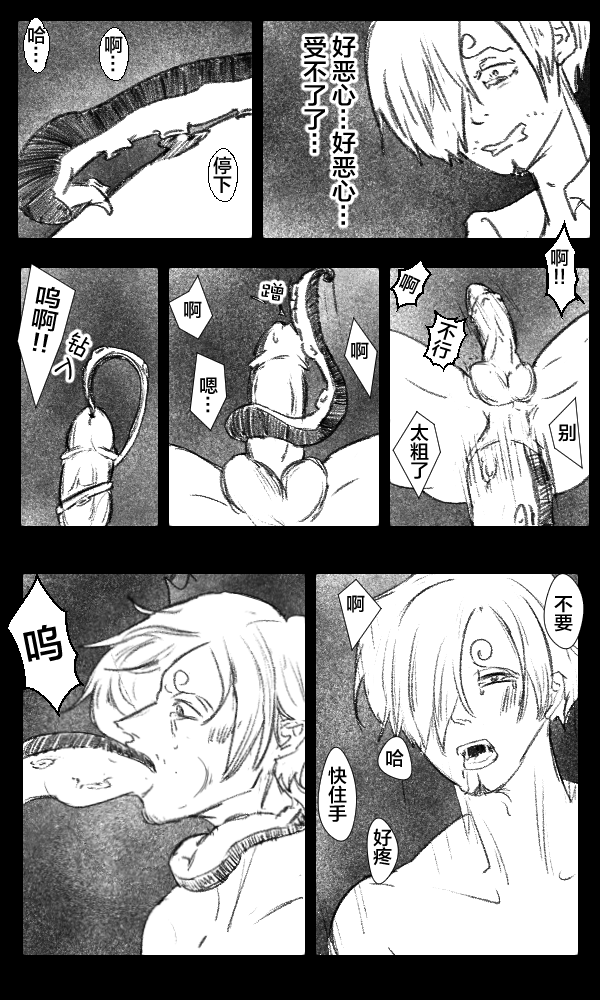 好恶心…好恶心…
受不了了…
啊…
哈…
停下
啊!!
啊
不行
别
太粗了
蹭
啊
啊
嗯…
钻入
呜啊!!
不要
啊
哈
快住手
好疼
呜